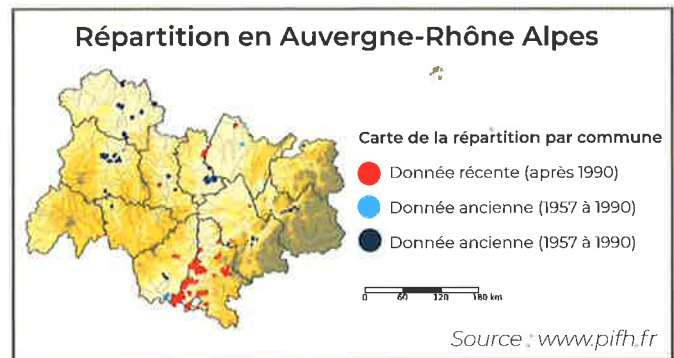 Répartition en Auvergne-Rhône Alpes
Carte de la répartition par commune
Donnée récente (après 1990)
Donnée ancienne (1957 à 1990)
Donnée ancienne (1957 à 1990)
0 60 120 180 km
Source : www.pifh.fr